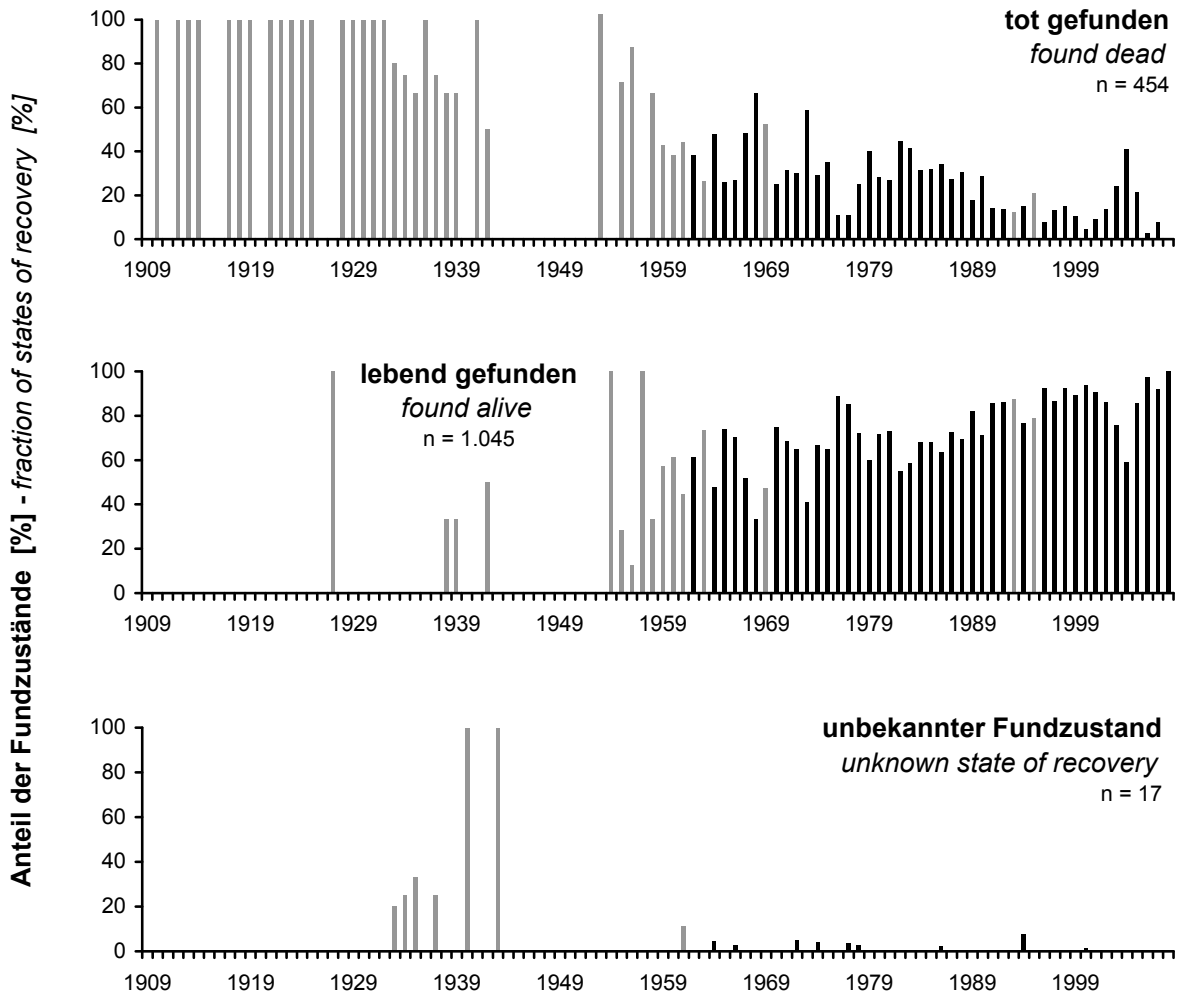 Anteil der Fundzustände [%] - fraction of states of recovery [%]
tot gefunden
found dead
n = 454
100
80
60
40
20
0
1909 1919 1929 1939 1949 1959 1969 1979 1989 1999
lebend gefunden
found alive
n = 1.045
100
80
60
40
20
0
1909 1919 1929 1939 1949 1959 1969 1979 1989 1999
unbekannter Fundzustand
unknown state of recovery
n = 17
100
80
60
40
20
0
1909 1919 1929 1939 1949 1959 1969 1979 1989 1999